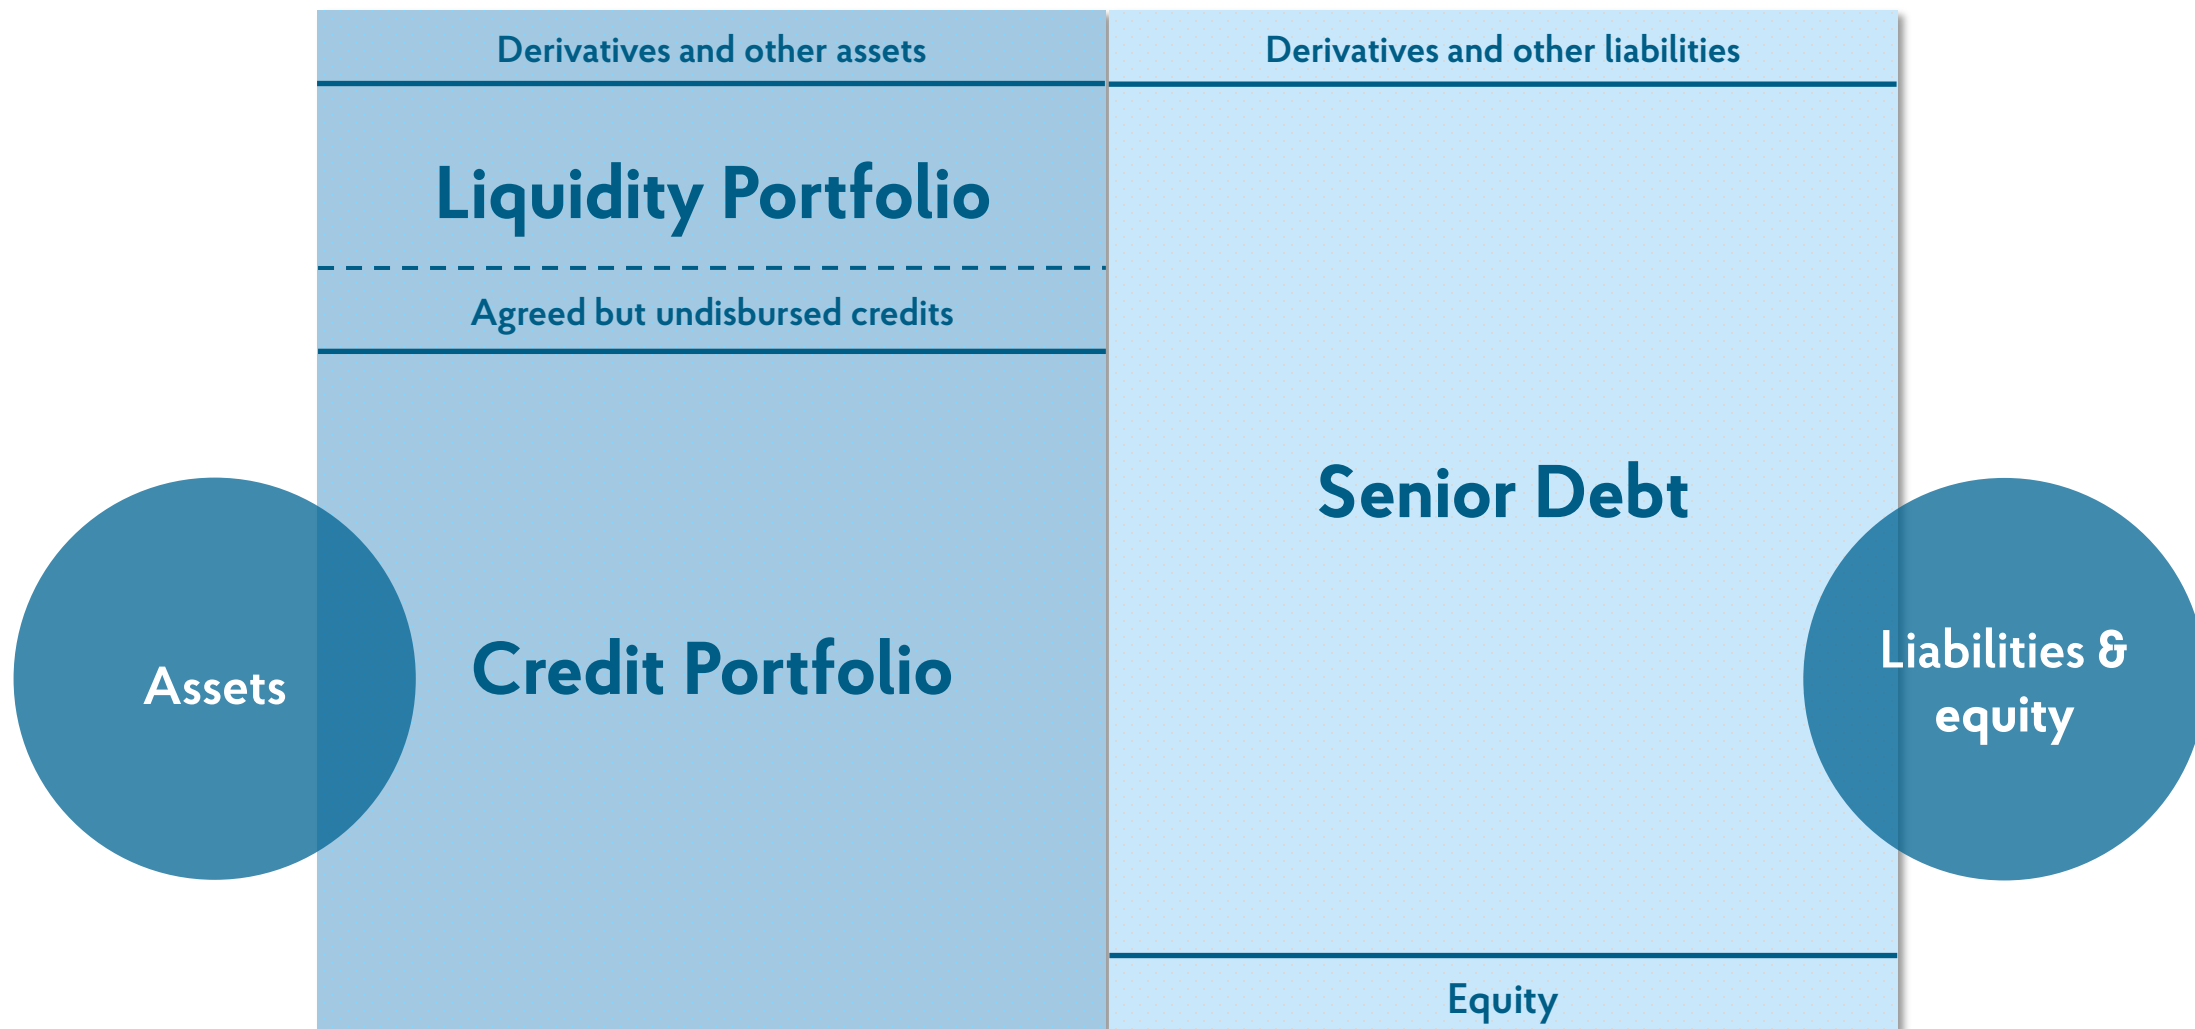 Derivatives and other assets
Liquidity Portfolio
Agreed but undisbursed credits
Credit Portfolio
Assets
Derivatives and other liabilities
Senior Debt
Equity
Liabilities &
equity